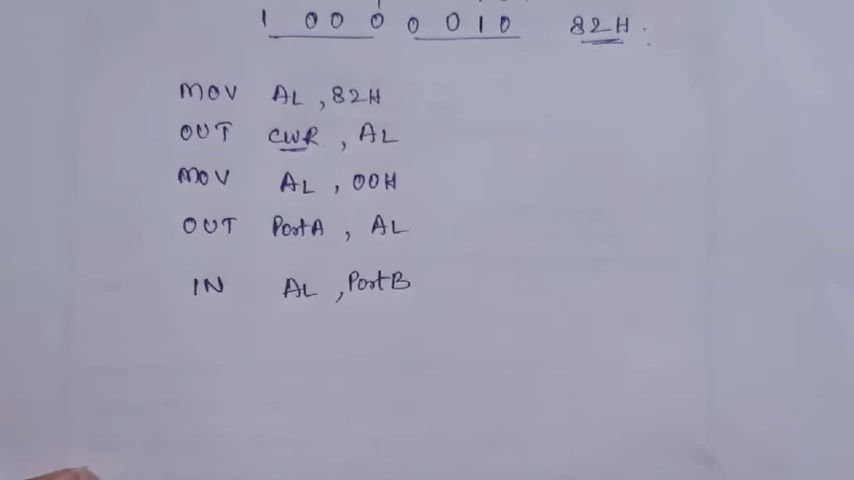 1 0 0 0 0 0 1 0 82H.
MOV AL, 82H
OUT CWR, AL
MOV AL, 00H
OUT PortA, AL
IN AL, PortB